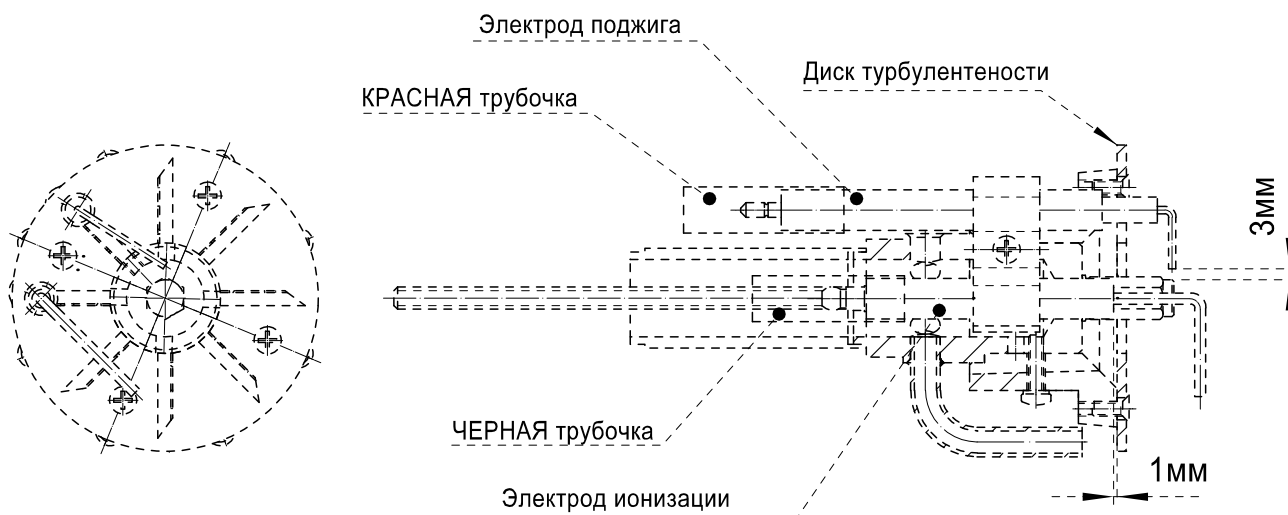 Электрод поджига
Диск турбулентености
КРАСНАЯ трубочка
3мм
ЧЕРНАЯ трубочка
1мм
Электрод ионизации